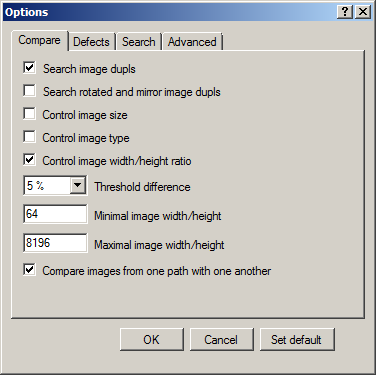 Options
Compare Defects Search Advanced
Search image dupls
Search rotated and mirror image dupls
Control image size
Control image type
Control image width/height ratio
5 % Threshold difference
64 Minimal image width/height
8196 Maximal image width/height
Compare images from one path with one another
OK Cancel Set default